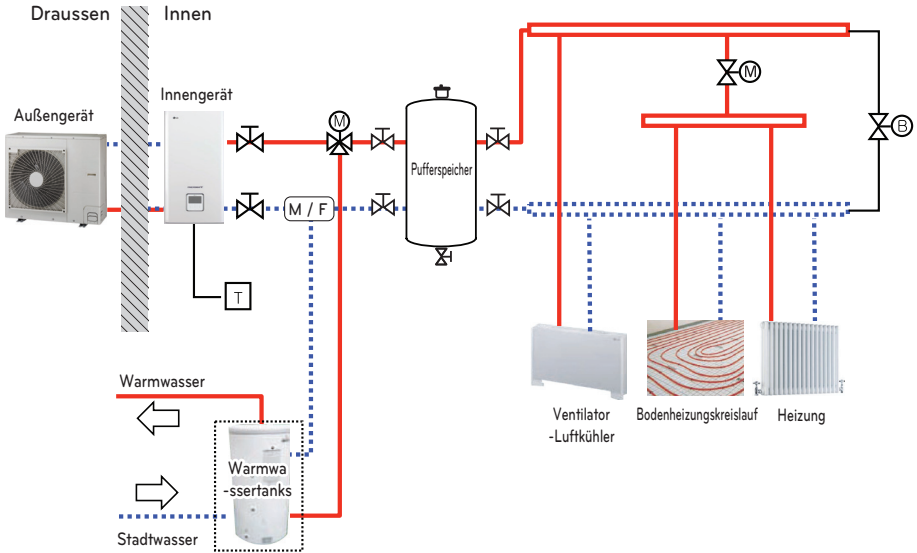 Draussen
Innen
Außengerät
Innengerät
M
M
B
Pufferspeicher
M / F
T
Warmwasser
Warmwa
-ssertanks
Stadtwasser
Ventilator
-Luftkühler
Bodenheizungskreislauf
Heizung